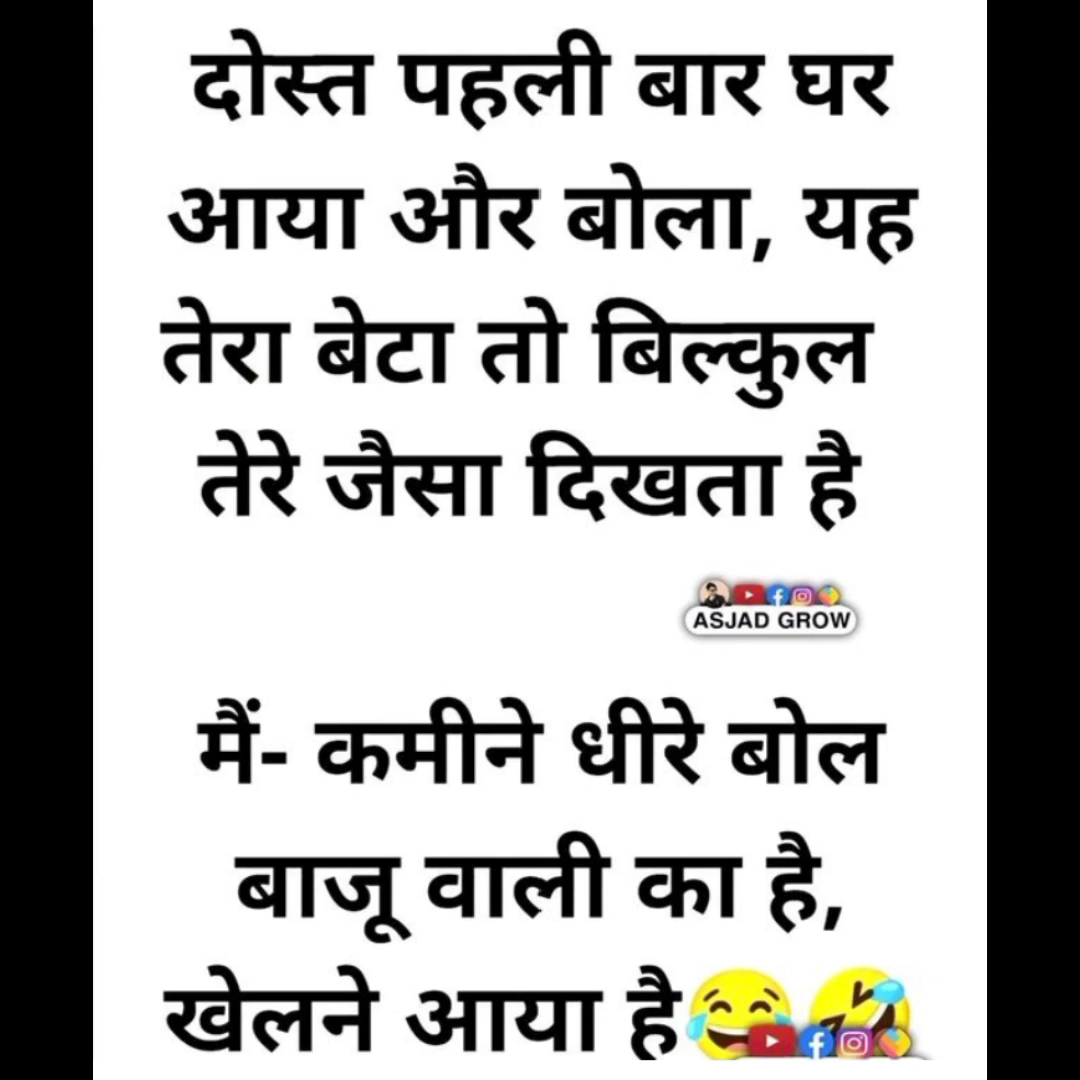 दोस्त पहली बार घर
आया और बोला, यह
तेरा बेटा तो बिल्कुल
तेरे जैसा दिखता है
ASJAD GROW
मैं- कमीने धीरे बोल
बाजू वाली का है,
खेलने आया है